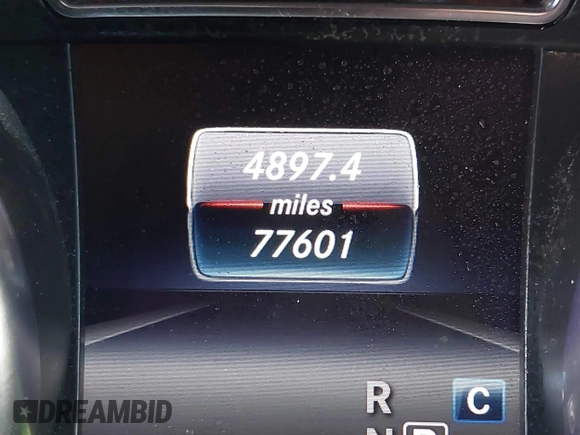 4897.4
miles
77601
R C
N D
DREAMBID